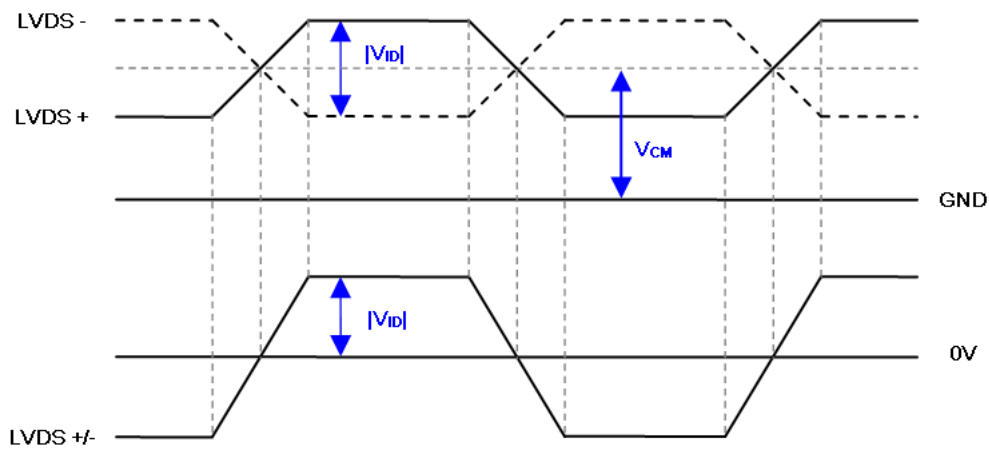 LVDS -
|VID|
LVDS +
VCM
GND
|VID|
0V
LVDS +/-